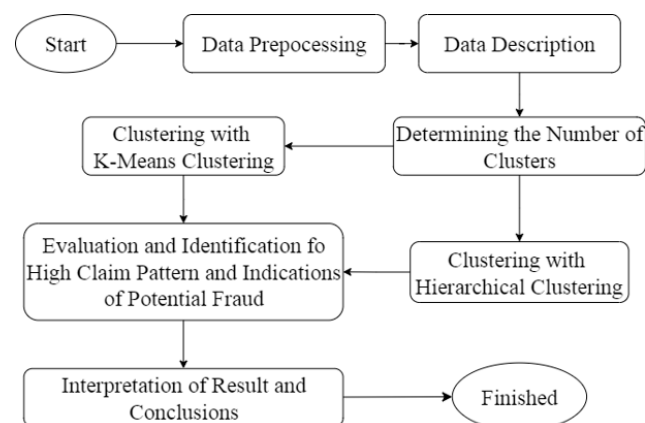 Start
Data Prepocessing
Data Description
Determining the Number of
Clusters
Clustering with
K-Means Clustering
Clustering with
Hierarchical Clustering
Evaluation and Identification fo
High Claim Pattern and Indications
of Potential Fraud
Interpretation of Result and
Conclusions
Finished